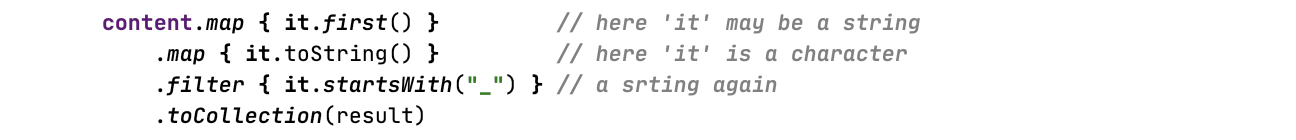 content.map { it.first() }         // here 'it' may be a string
    .map { it.toString() }         // here 'it' is a character
    .filter { it.startsWith("_") } // a srting again
    .toCollection(result)